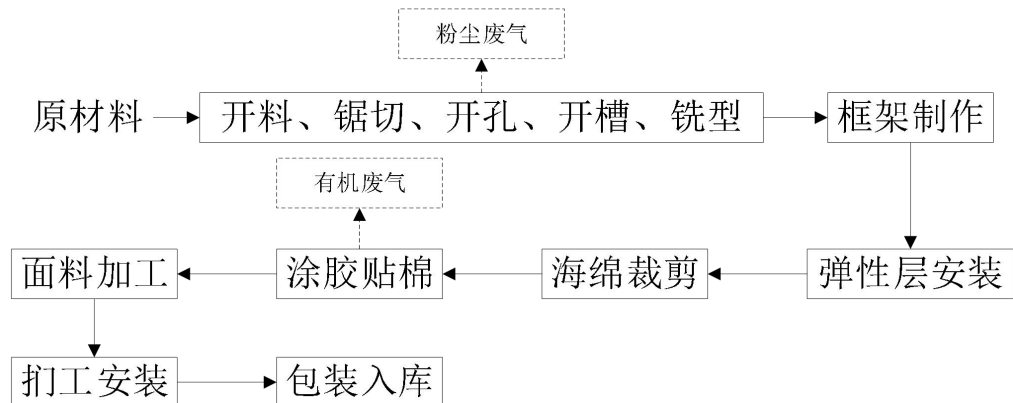 粉尘废气
原材料
开料、锯切、开孔、开槽、铣型
框架制作
有机废气
面料加工
涂胶贴棉
海绵裁剪
弹性层安装
扪工安装
包装入库